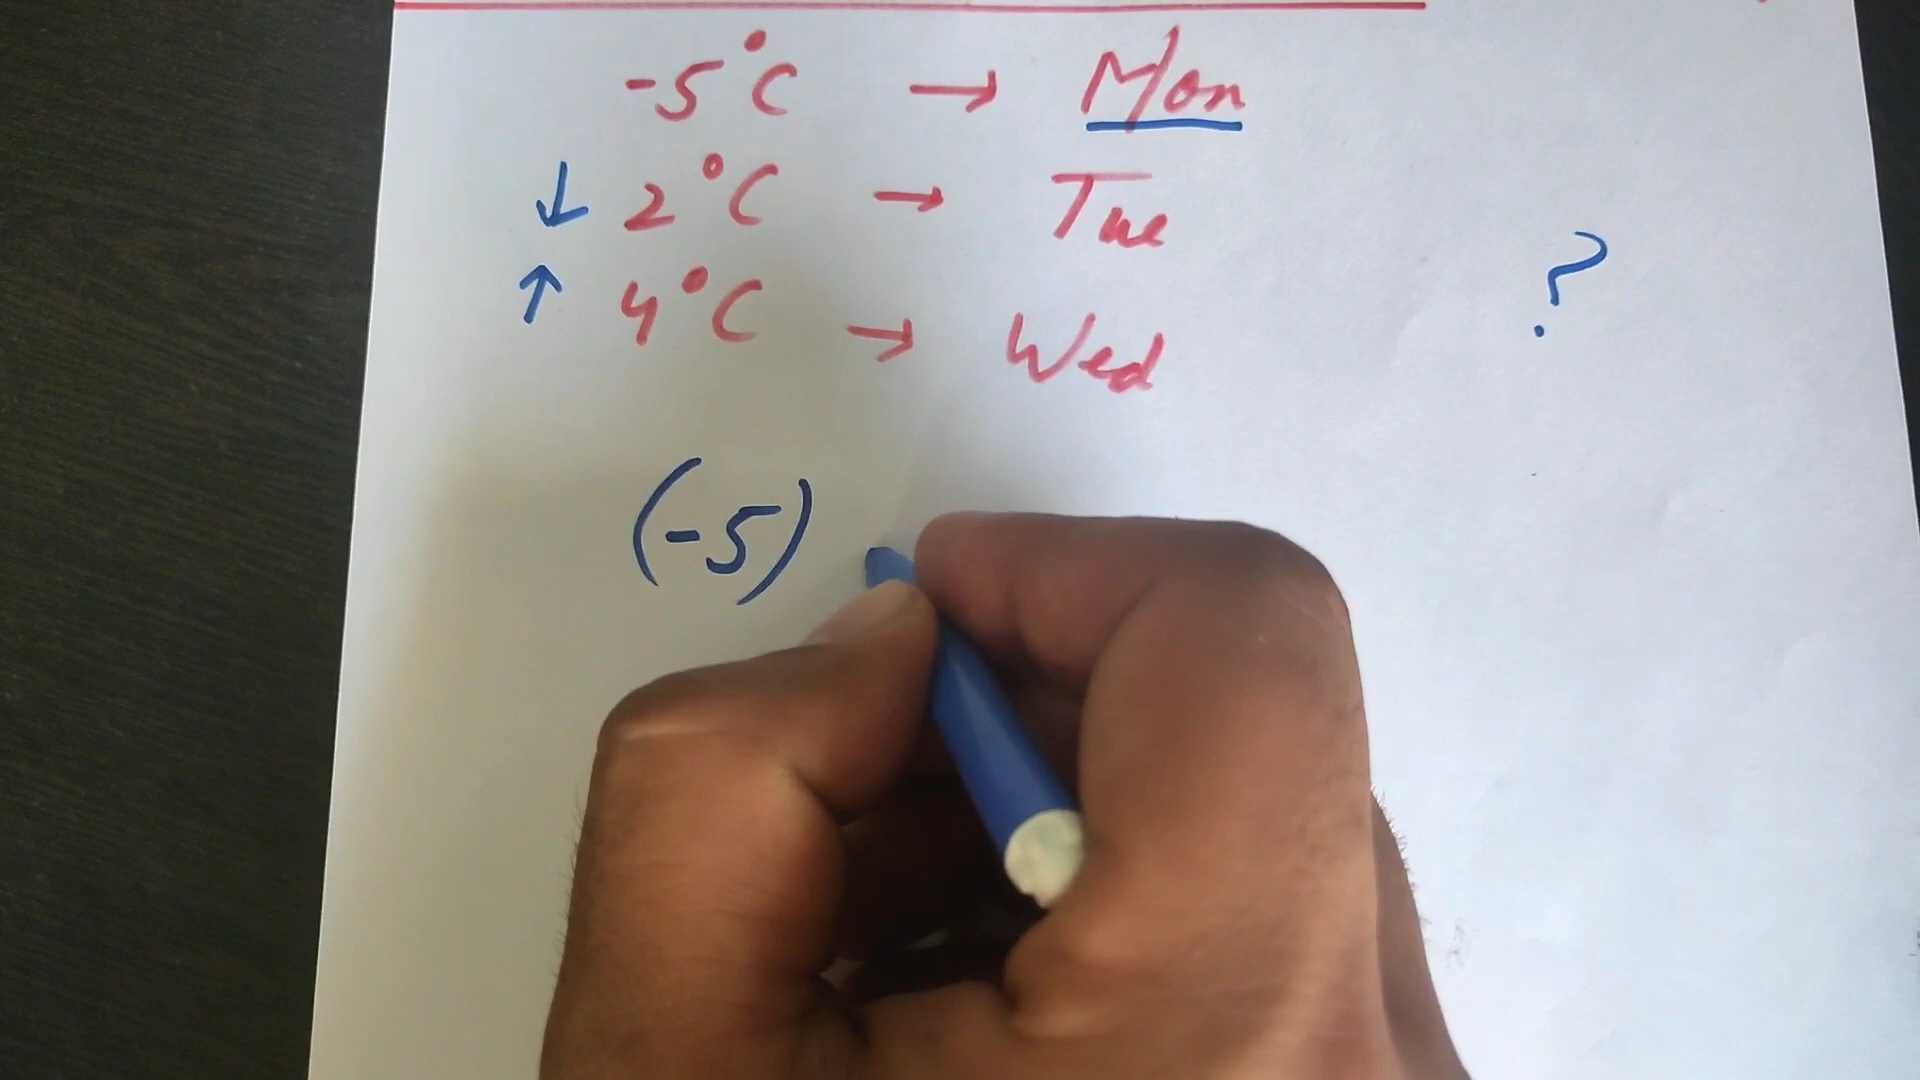 -5°C → Mon
↓ 2°C → Tue
↑ 4°C → Wed
?
(-5)